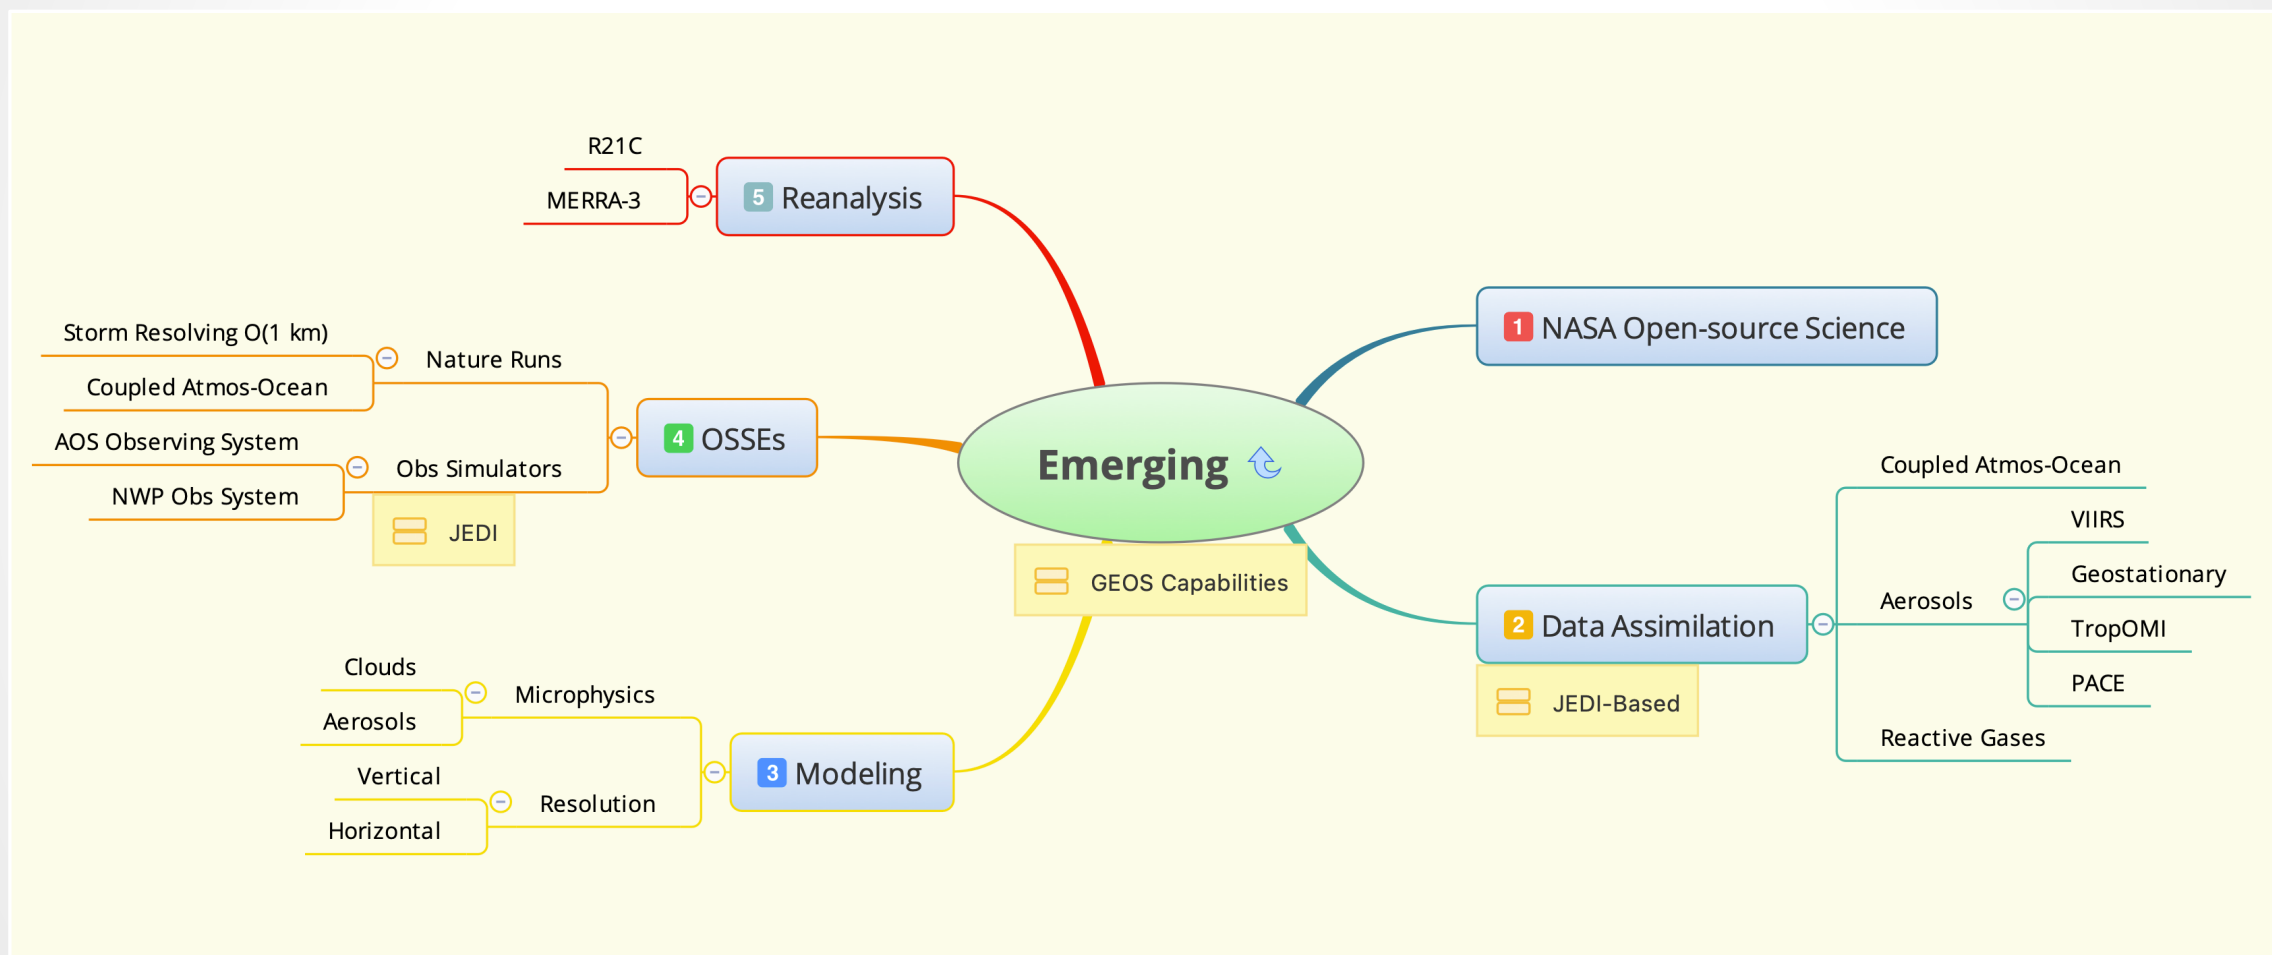 Emerging
GEOS Capabilities
1 NASA Open-source Science
2 Data Assimilation
JEDI-Based
Coupled Atmos-Ocean
Aerosols
VIIRS
Geostationary
TropOMI
PACE
Reactive Gases
3 Modeling
Microphysics
Clouds
Aerosols
Resolution
Vertical
Horizontal
4 OSSEs
Nature Runs
Storm Resolving O(1 km)
Coupled Atmos-Ocean
Obs Simulators
JEDI
AOS Observing System
NWP Obs System
5 Reanalysis
R21C
MERRA-3